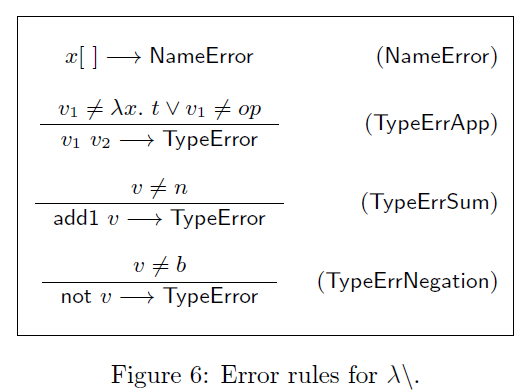 x[ ] ⟶ NameError (NameError)
v₁ ≠ λx. t ∨ v₁ ≠ op
v₁ v₂ ⟶ TypeError (TypeErrApp)
v ≠ n
add1 v ⟶ TypeError (TypeErrSum)
v ≠ b
not v ⟶ TypeError (TypeErrNegation)
Figure 6: Error rules for λ\.